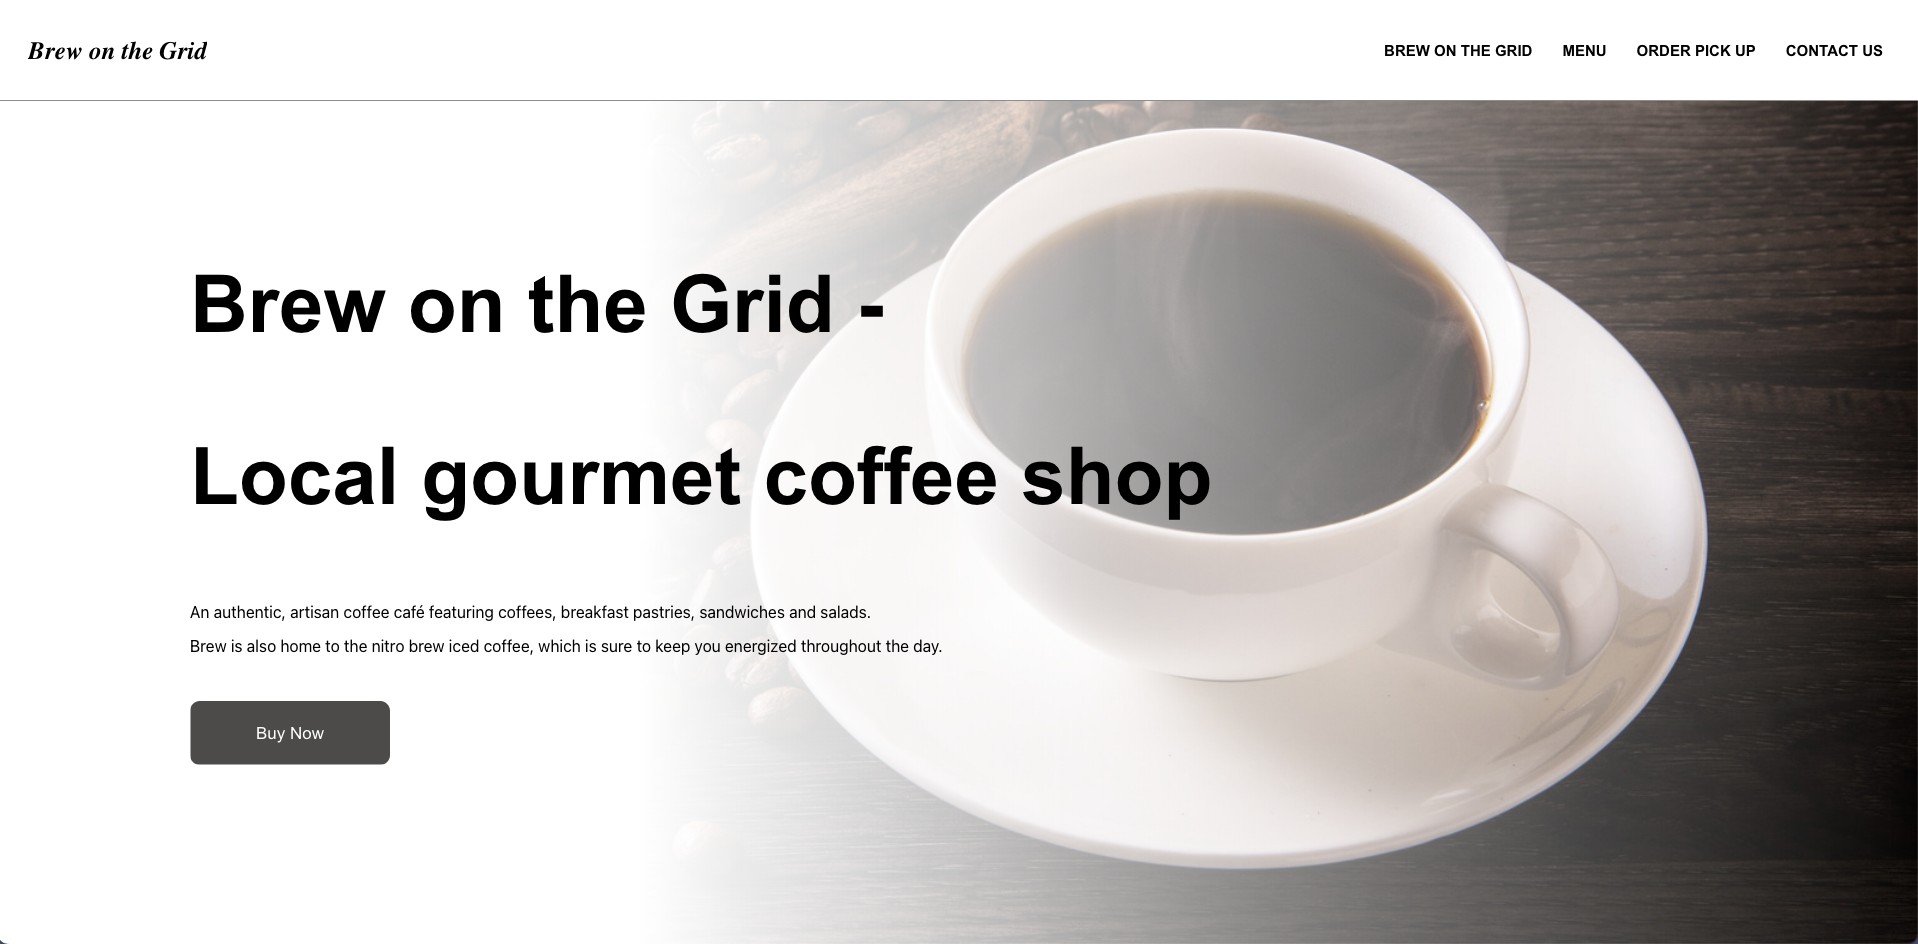 Brew on the Grid
BREW ON THE GRID MENU ORDER PICK UP CONTACT US
Brew on the Grid -
Local gourmet coffee shop
An authentic, artisan coffee café featuring coffees, breakfast pastries, sandwiches and salads.
Brew is also home to the nitro brew iced coffee, which is sure to keep you energized throughout the day.
Buy Now